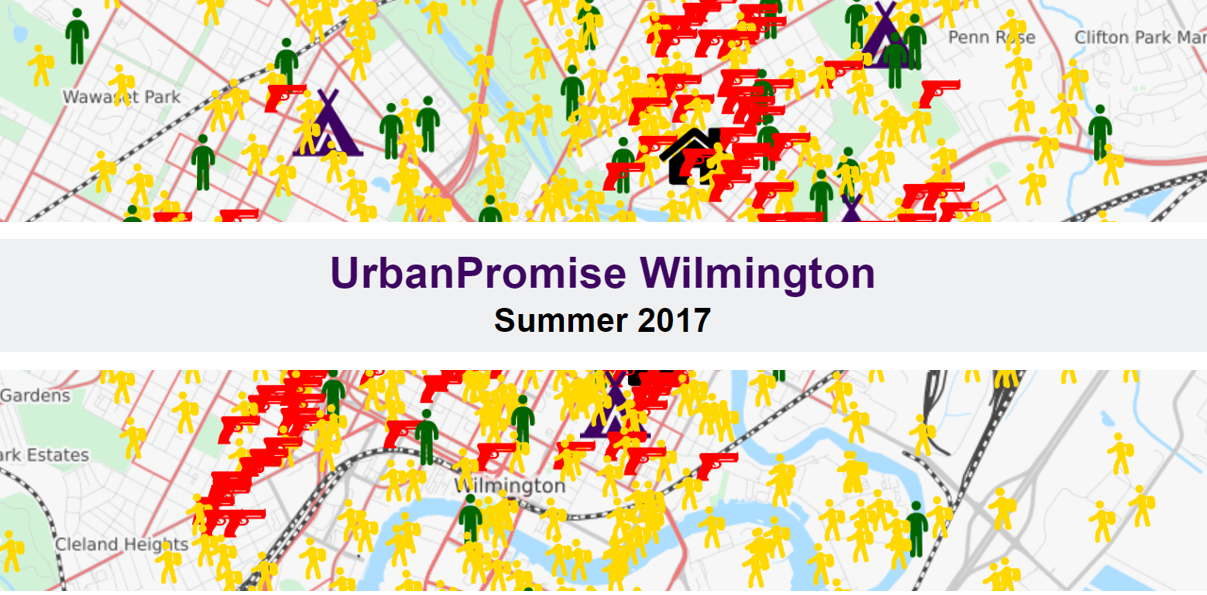 Penn Rose
Clifton Park Mar
Wawaset Park
UrbanPromise Wilmington
Summer 2017
Gardens
ark Estates
Wilmington
Cleland Heights